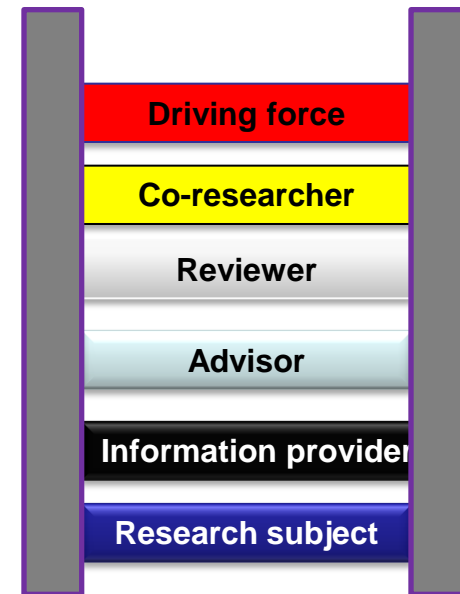 Driving force
Co-researcher
Reviewer
Advisor
Information provider
Research subject